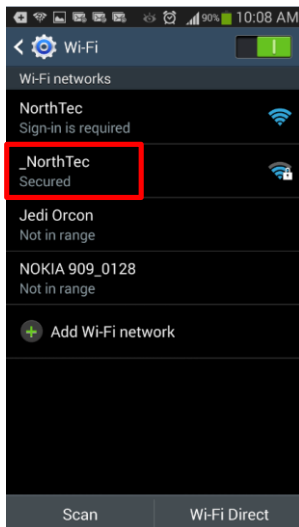 90% 10:08 AM
Wi-Fi
Wi-Fi networks
NorthTec
Sign-in is required
_NorthTec
Secured
Jedi Orcon
Not in range
NOKIA 909_0128
Not in range
Add Wi-Fi network
Scan Wi-Fi Direct